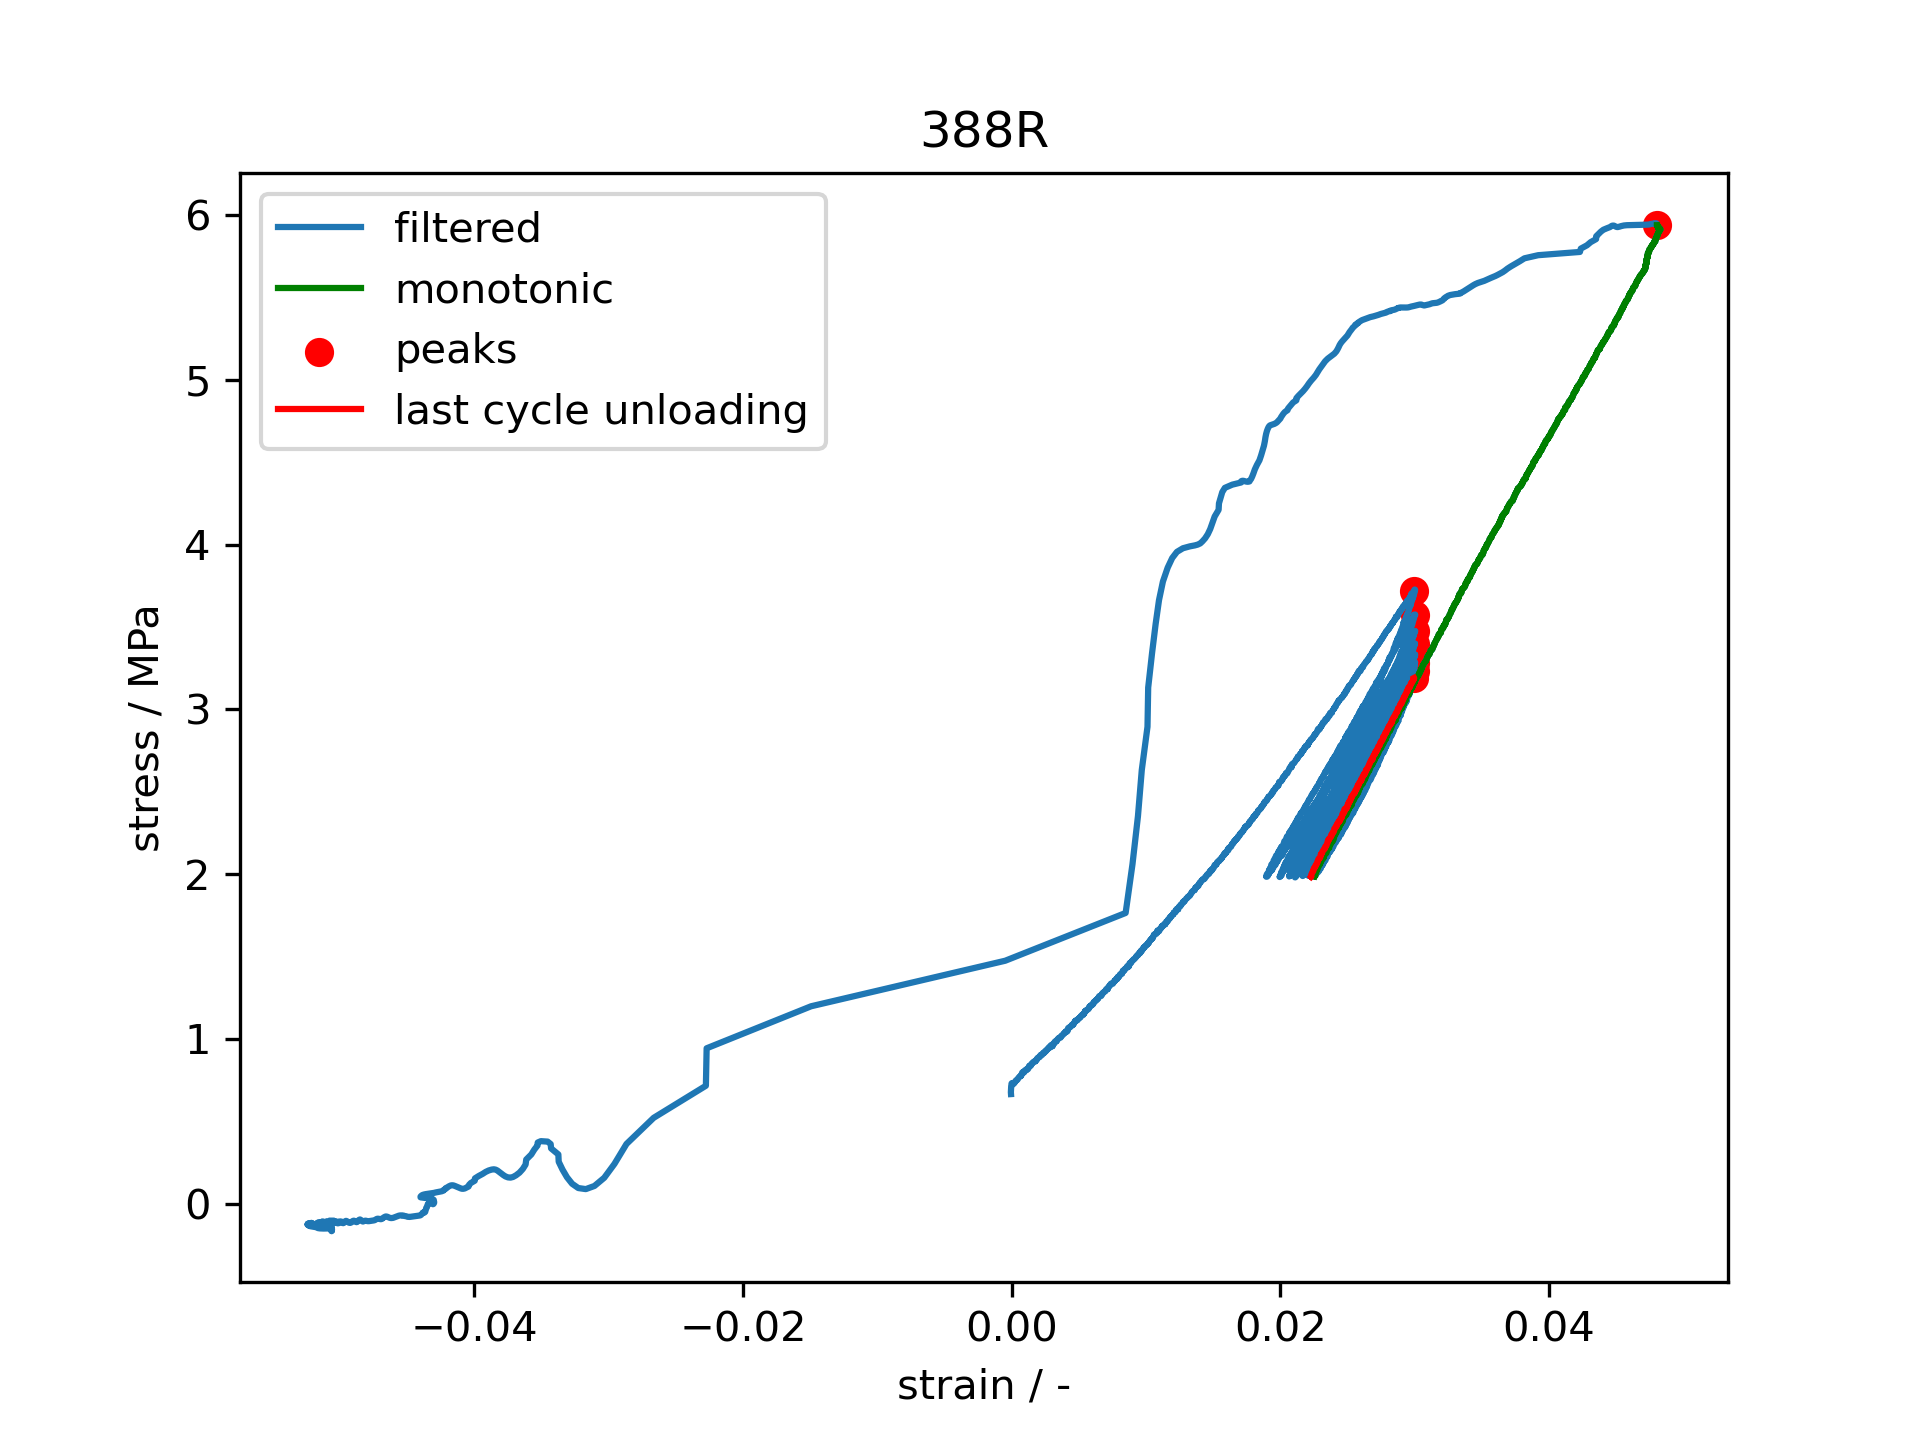 388R
filtered
monotonic
peaks
last cycle unloading
6
5
4
3
2
1
0
stress / MPa
−0.04
−0.02
0.00
0.02
0.04
strain / -